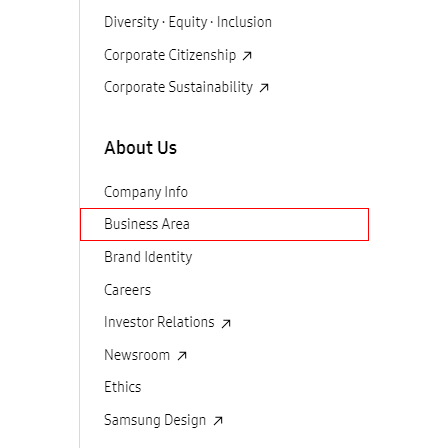 Diversity · Equity · Inclusion
Corporate Citizenship ↗
Corporate Sustainability ↗
About Us
Company Info
Business Area
Brand Identity
Careers
Investor Relations ↗
Newsroom ↗
Ethics
Samsung Design ↗